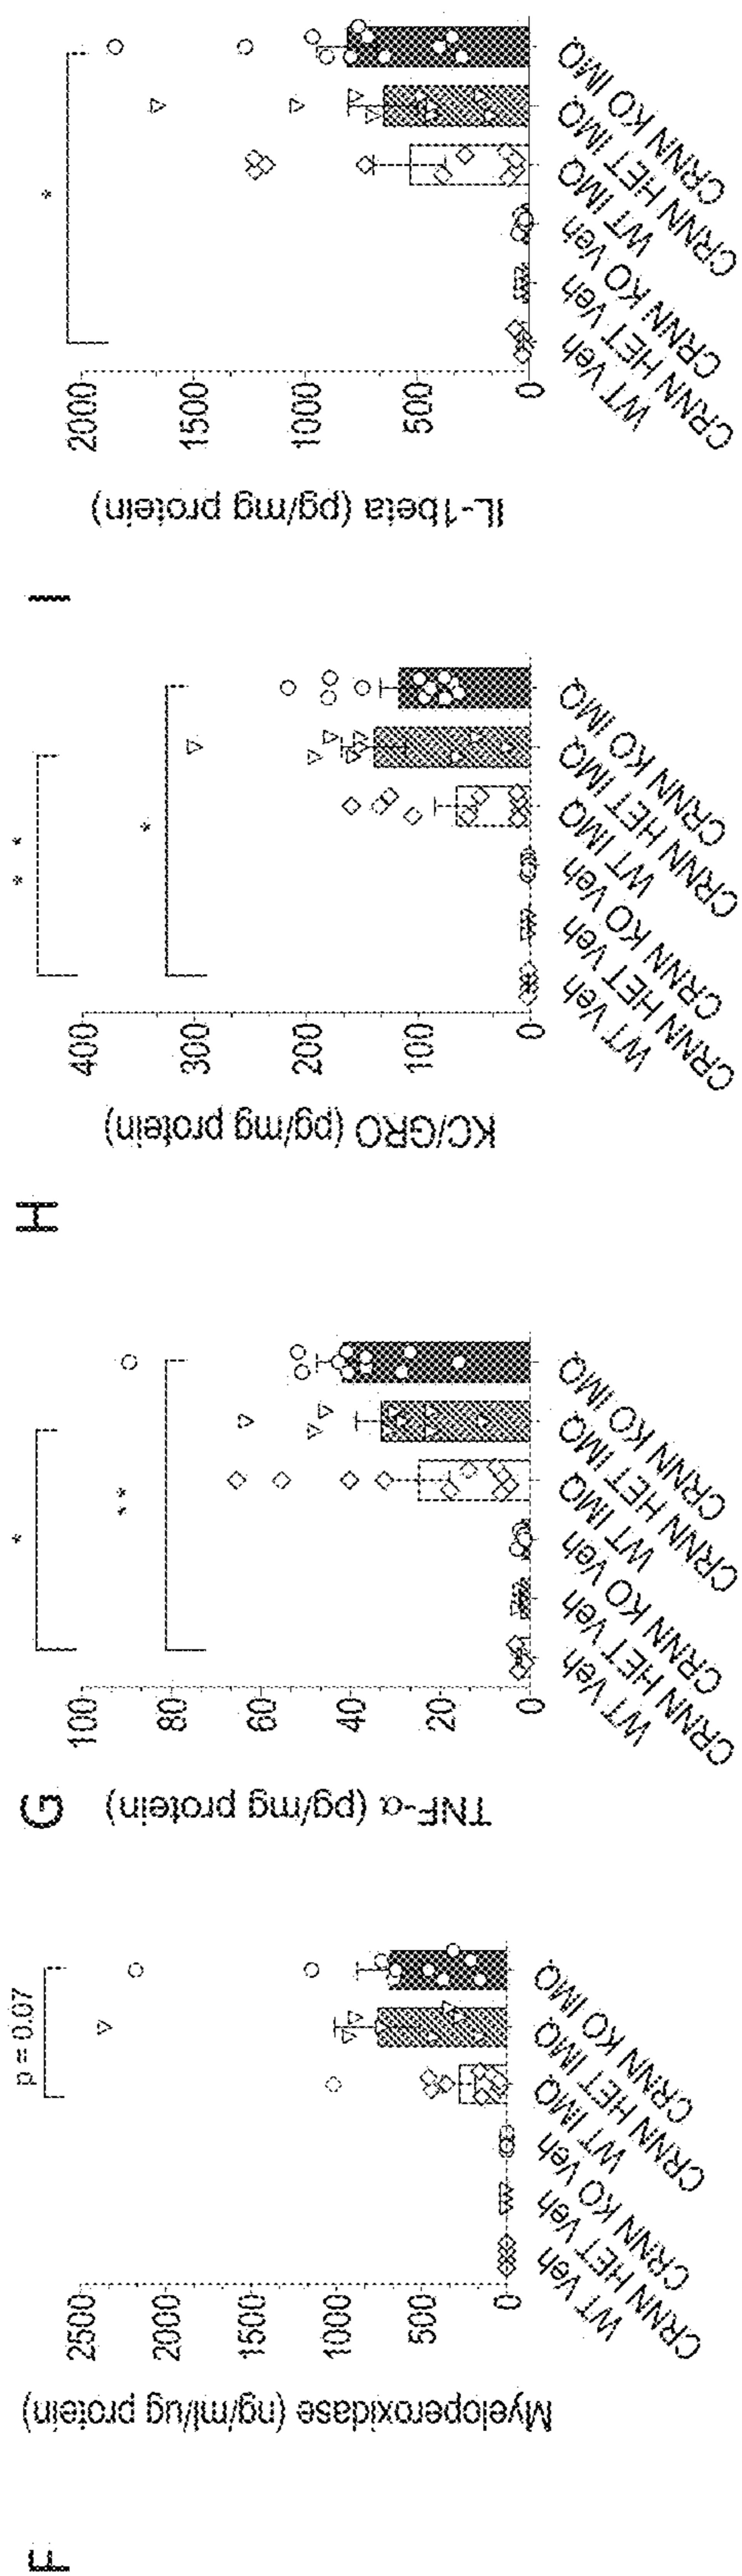 F
Myeloperoxidase (ng/ml/ug protein)
2500
2000
1500
1000
500
0
p = 0.07
WT Veh
CRNN HET Veh
CRNN KO Veh
WT IMQ
CRNN HET IMQ
CRNN KO IMQ
G
TNF-α (pg/mg protein)
100
80
60
40
20
0
*
**
WT Veh
CRNN HET Veh
CRNN KO Veh
WT IMQ
CRNN HET IMQ
CRNN KO IMQ
H
KC/GRO (pg/mg protein)
400
300
200
100
0
* *
*
WT Veh
CRNN HET Veh
CRNN KO Veh
WT IMQ
CRNN HET IMQ
CRNN KO IMQ
I
IL-1beta (pg/mg protein)
2000
1500
1000
500
0
*
WT Veh
CRNN HET Veh
CRNN KO Veh
WT IMQ
CRNN HET IMQ
CRNN KO IMQ